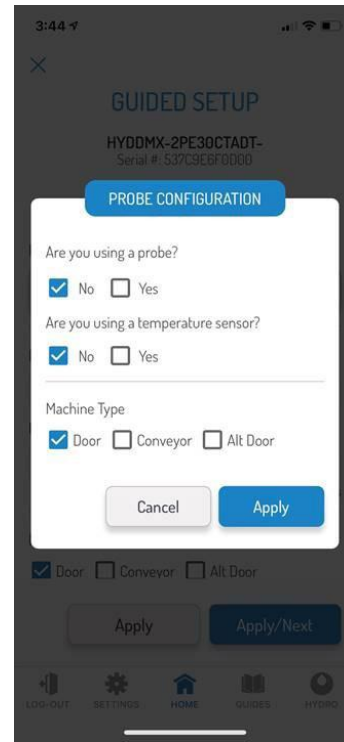 3:44
GUIDED SETUP
HYDDMX-2PE30CTADT-
Serial #: 537C9E6F0D00
PROBE CONFIGURATION
Are you using a probe?
No Yes
Are you using a temperature sensor?
No Yes
Machine Type
Door Conveyor Alt Door
Cancel Apply
Door Conveyor Alt Door
Apply Apply/Next
LOG-OUT SETTINGS HOME GUIDES HYDRO